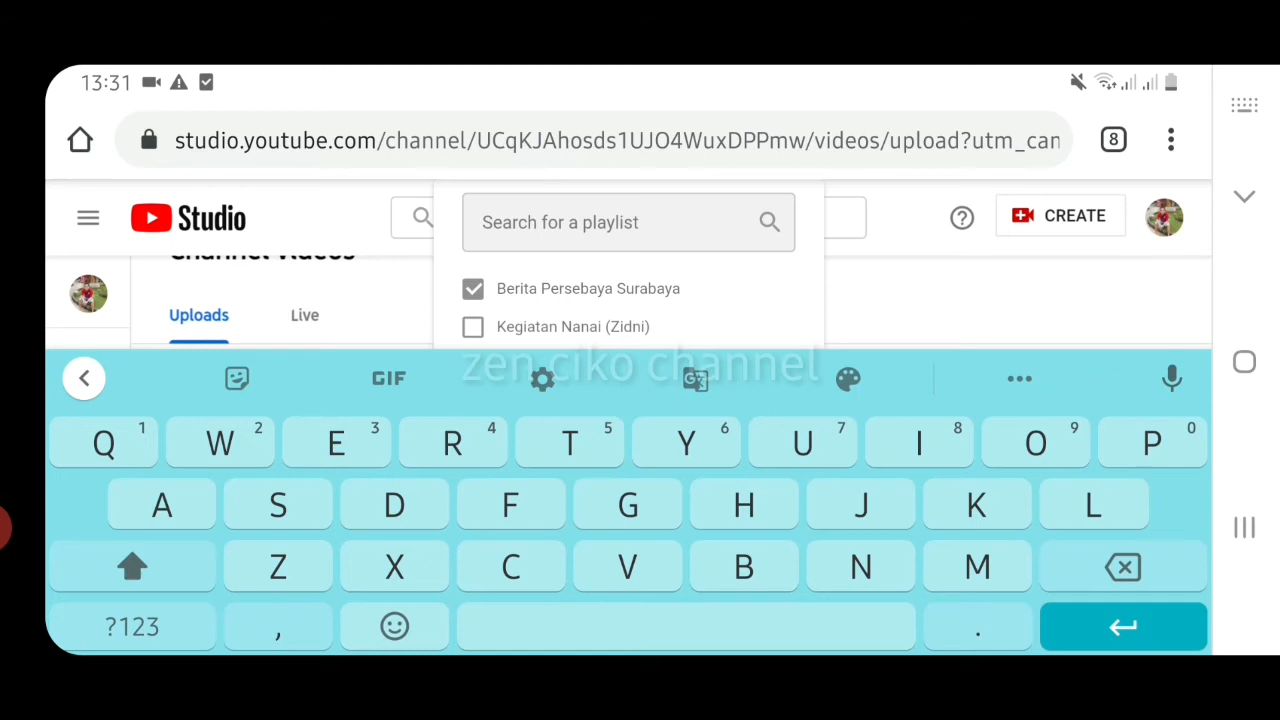 13:31
studio.youtube.com/channel/UCqKJAhosds1UJO4WuxDPPmw/videos/upload?utm_can
8
Studio
Search for a playlist
CREATE
Channel videos
Uploads
Live
Berita Persebaya Surabaya
Kegiatan Nanai (Zidni)
zen ciko channel
GIF
Q 1 W 2 E 3 R 4 T 5 Y 6 U 7 I 8 O 9 P 0
A S D F G H J K L
Z X C V B N M
?123 , .